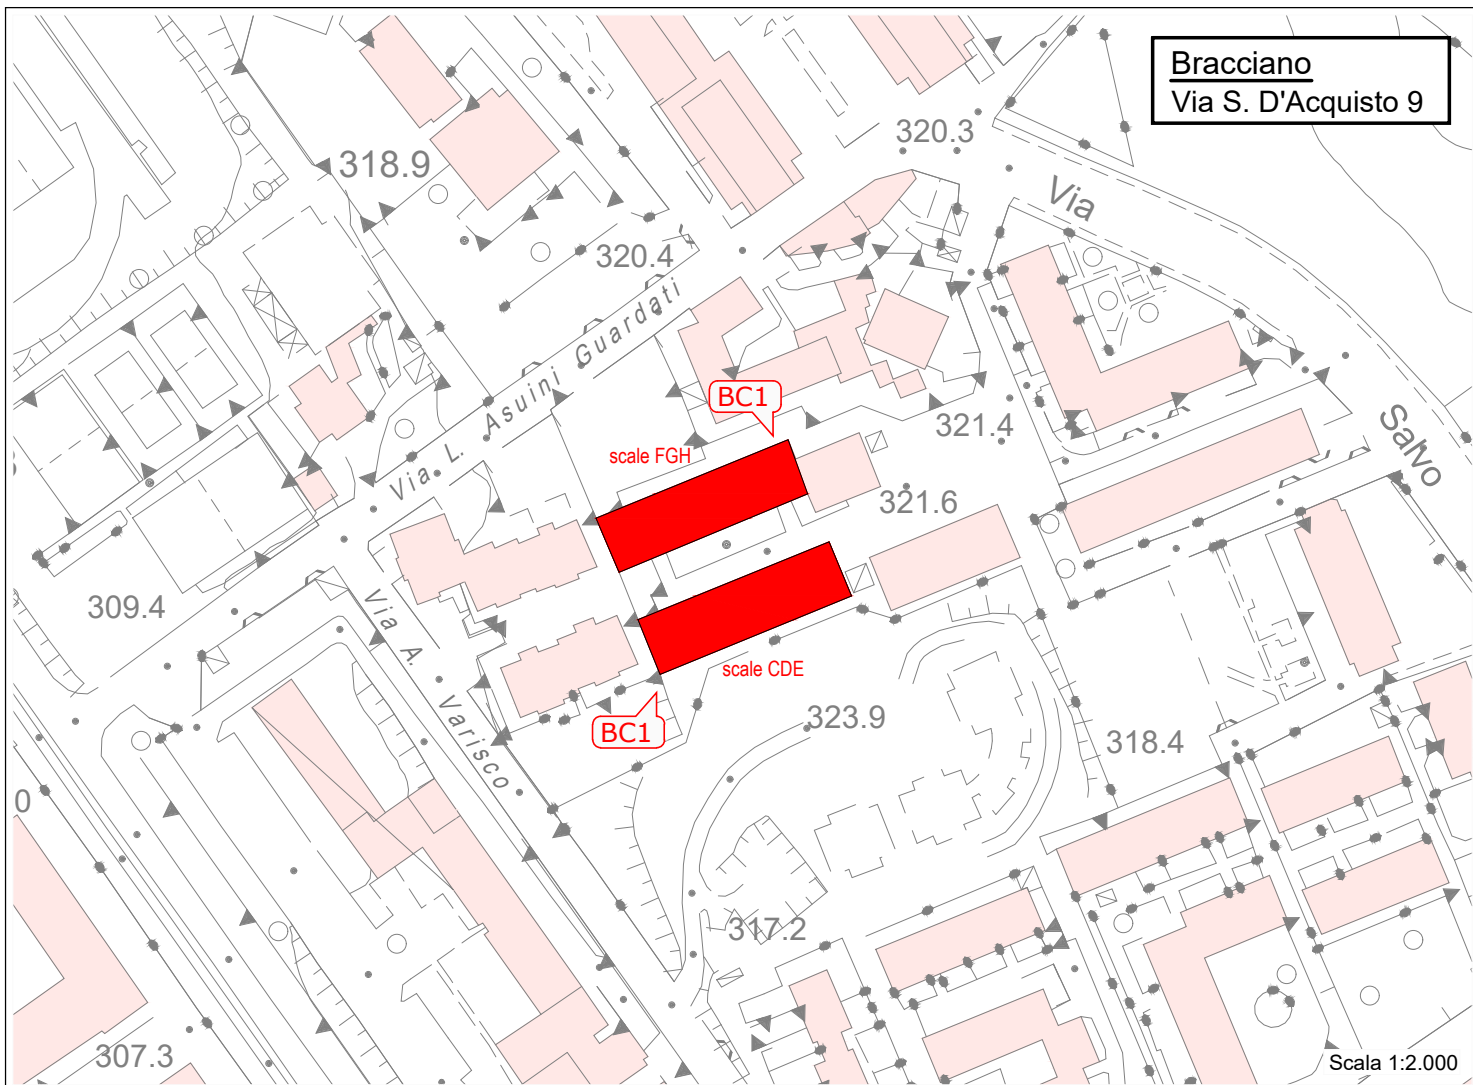 Bracciano
Via S. D'Acquisto 9
320.3
318.9
Via
320.4
Via L. Asuini Guardati
BC1
Salvo
321.4
scale FGH
321.6
309.4
Via A. Varisco
scale CDE
323.9
BC1
318.4
0
317.2
307.3
Scala 1:2.000